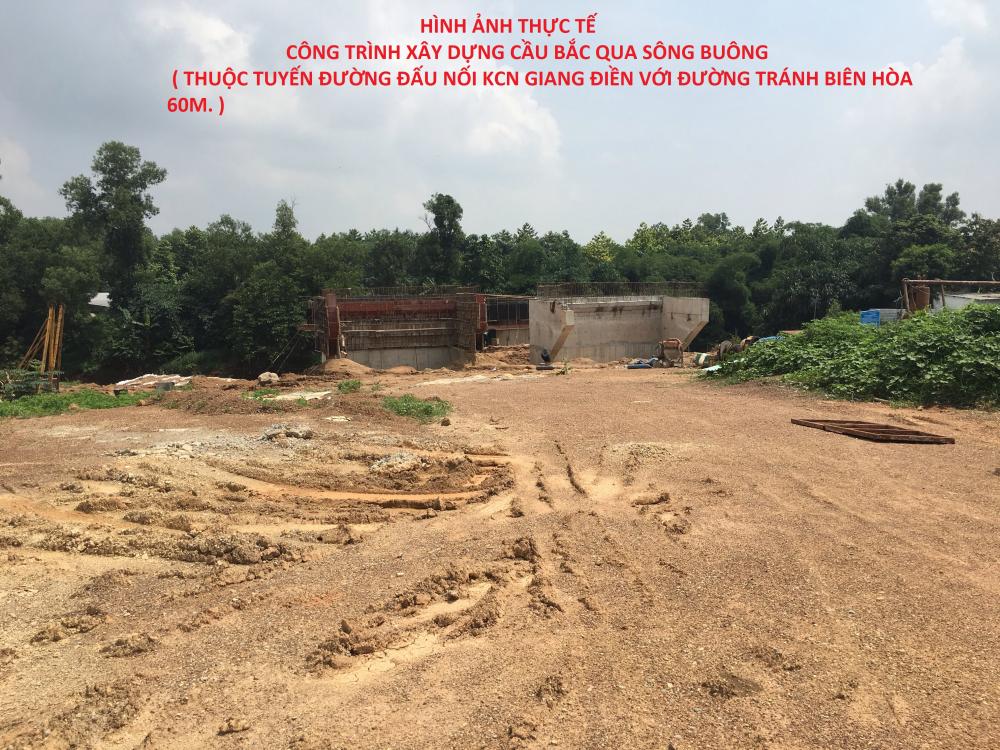 HÌNH ẢNH THỰC TẾ
CÔNG TRÌNH XÂY DỰNG CẦU BẮC QUA SÔNG BUÔNG
( THUỘC TUYẾN ĐƯỜNG ĐẤU NỐI KCN GIANG ĐIỀN VỚI ĐƯỜNG TRÁNH BIÊN HÒA
60M. )